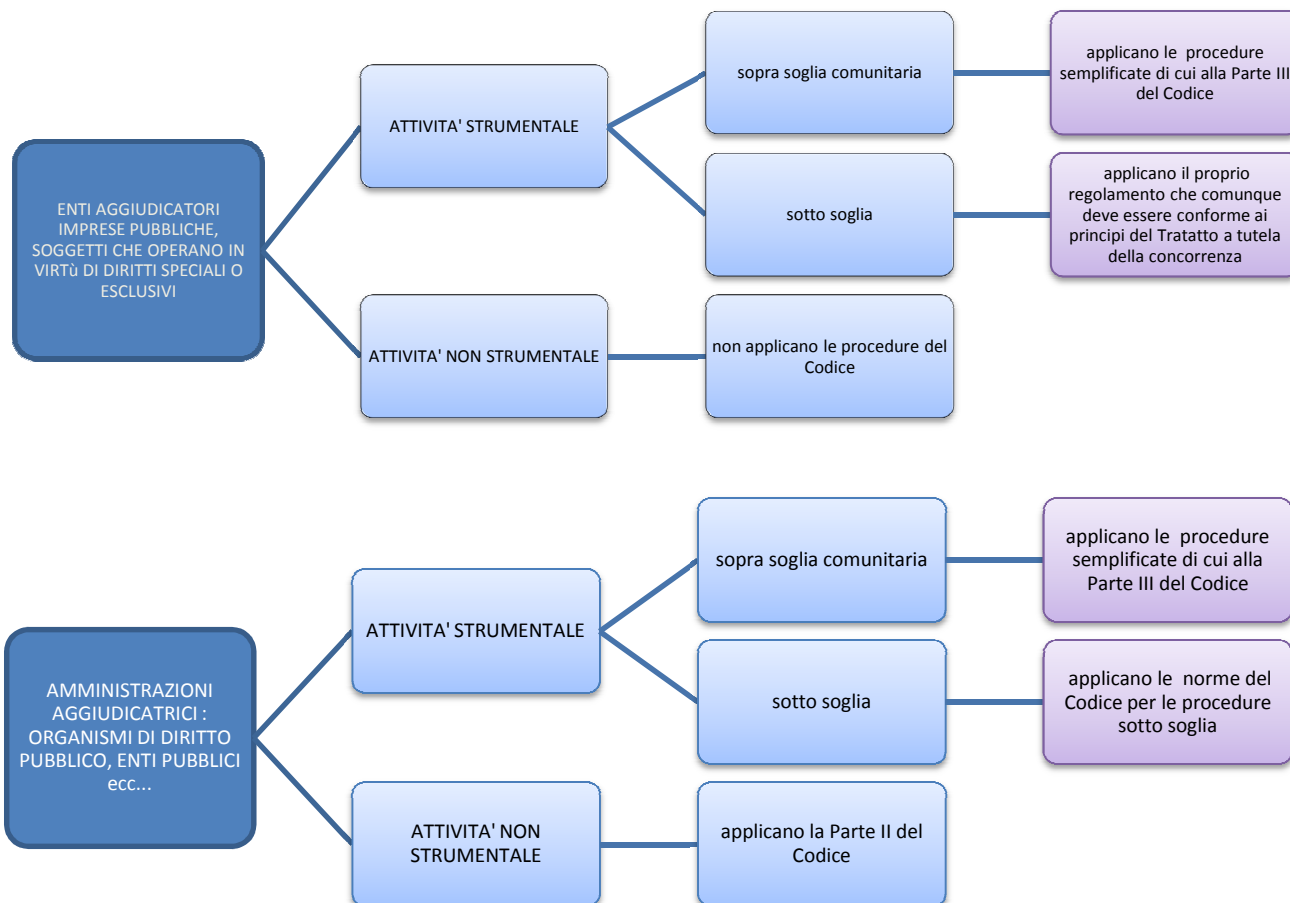 ENTI AGGIUDICATORI
IMPRESE PUBBLICHE,
SOGGETTI CHE OPERANO IN
VIRTù DI DIRITTI SPECIALI O
ESCLUSIVI
ATTIVITA' STRUMENTALE
sopra soglia comunitaria
applicano le procedure
semplificate di cui alla Parte III
del Codice
sotto soglia
applicano il proprio
regolamento che comunque
deve essere conforme ai
principi del Tratatto a tutela
della concorrenza
ATTIVITA' NON STRUMENTALE
non applicano le procedure del
Codice
AMMINISTRAZIONI
AGGIUDICATRICI :
ORGANISMI DI DIRITTO
PUBBLICO, ENTI PUBBLICI
ecc...
ATTIVITA' STRUMENTALE
sopra soglia comunitaria
applicano le procedure
semplificate di cui alla
Parte III del Codice
sotto soglia
applicano le norme del
Codice per le procedure
sotto soglia
ATTIVITA' NON
STRUMENTALE
applicano la Parte II del
Codice